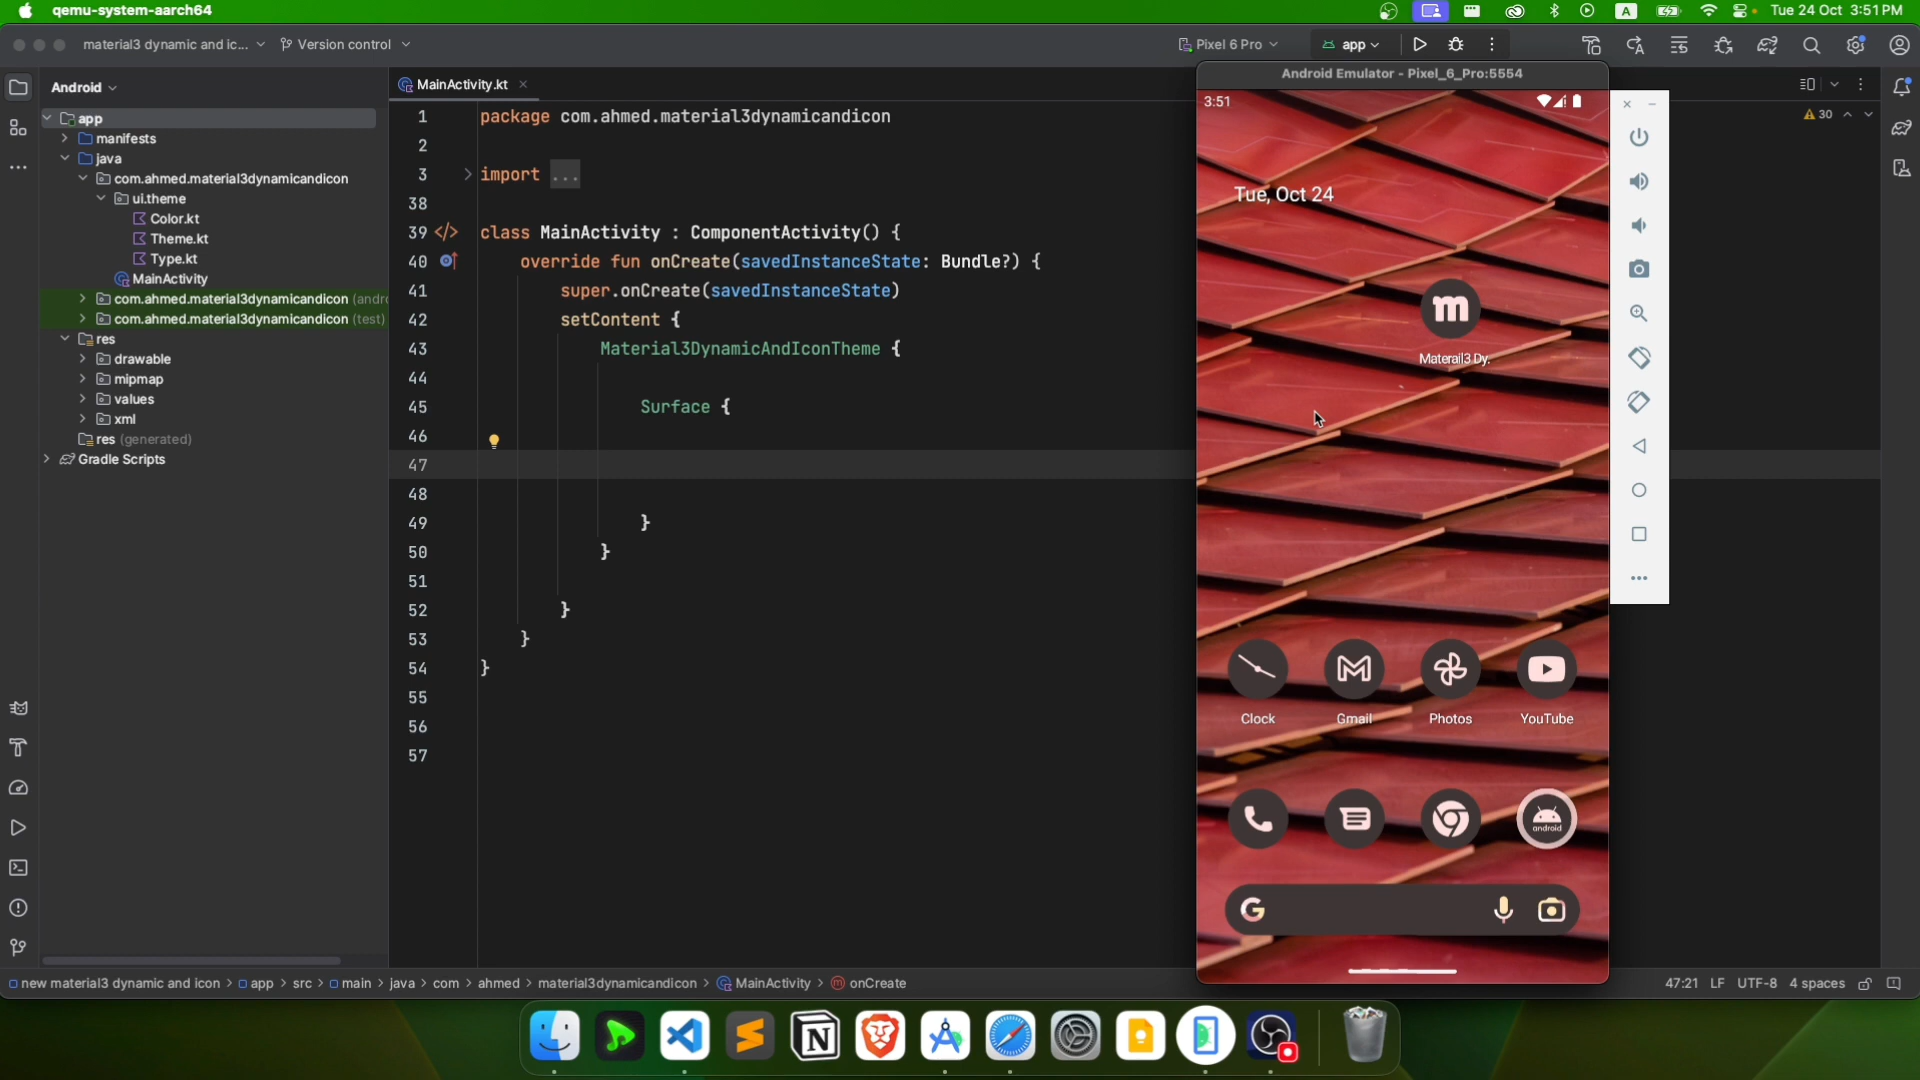 qemu-system-aarch64
A
Tue 24 Oct 3:51 PM
material3 dynamic and ic...
Version control
Pixel 6 Pro
app
Android
MainActivity.kt
Android Emulator - Pixel_6_Pro:5554
app
manifests
java
com.ahmed.material3dynamicandicon
ui.theme
Color.kt
Theme.kt
Type.kt
MainActivity
com.ahmed.material3dynamicandicon (andro
com.ahmed.material3dynamicandicon (test)
res
drawable
mipmap
values
xml
res (generated)
Gradle Scripts
1 package com.ahmed.material3dynamicandicon
2
3 import ...
38
39 class MainActivity : ComponentActivity() {
40 override fun onCreate(savedInstanceState: Bundle?) {
41 super.onCreate(savedInstanceState)
42 setContent {
43 Material3DynamicAndIconTheme {
44
45 Surface {
46
47
48
49 }
50 }
51
52 }
53 }
54 }
55
56
57
30
3:51
Tue, Oct 24
m
Materail3 Dy.
Clock
Gmail
Photos
YouTube
android
G
new material3 dynamic and icon > app > src > main > java > com > ahmed > material3dynamicandicon > MainActivity > onCreate
47:21
LF
UTF-8
4 spaces